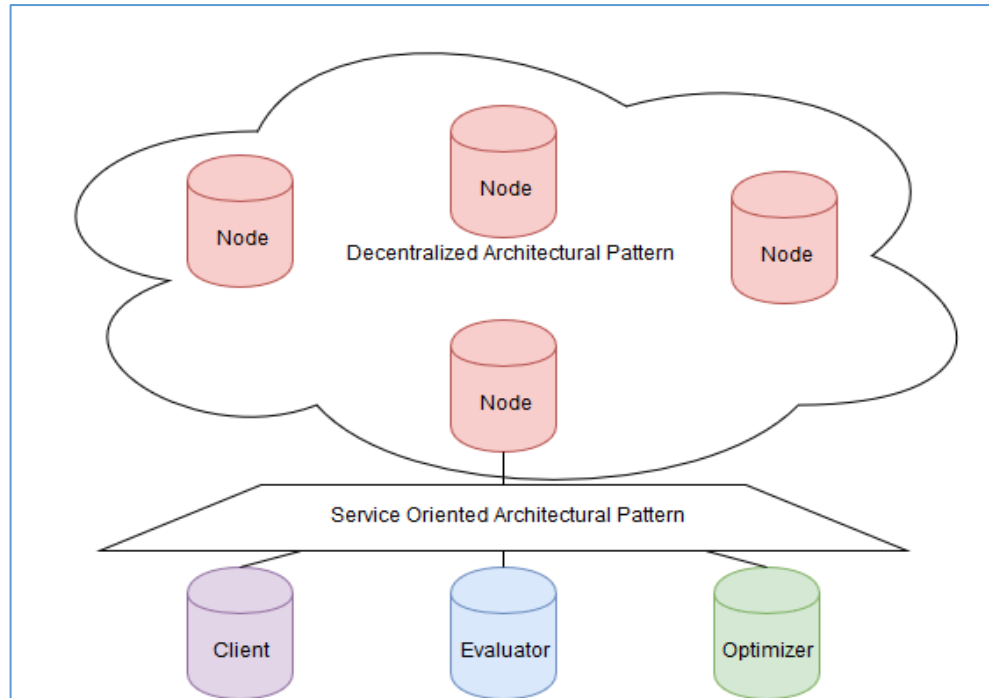 Node
Node
Node
Decentralized Architectural Pattern
Node
Service Oriented Architectural Pattern
Client
Evaluator
Optimizer